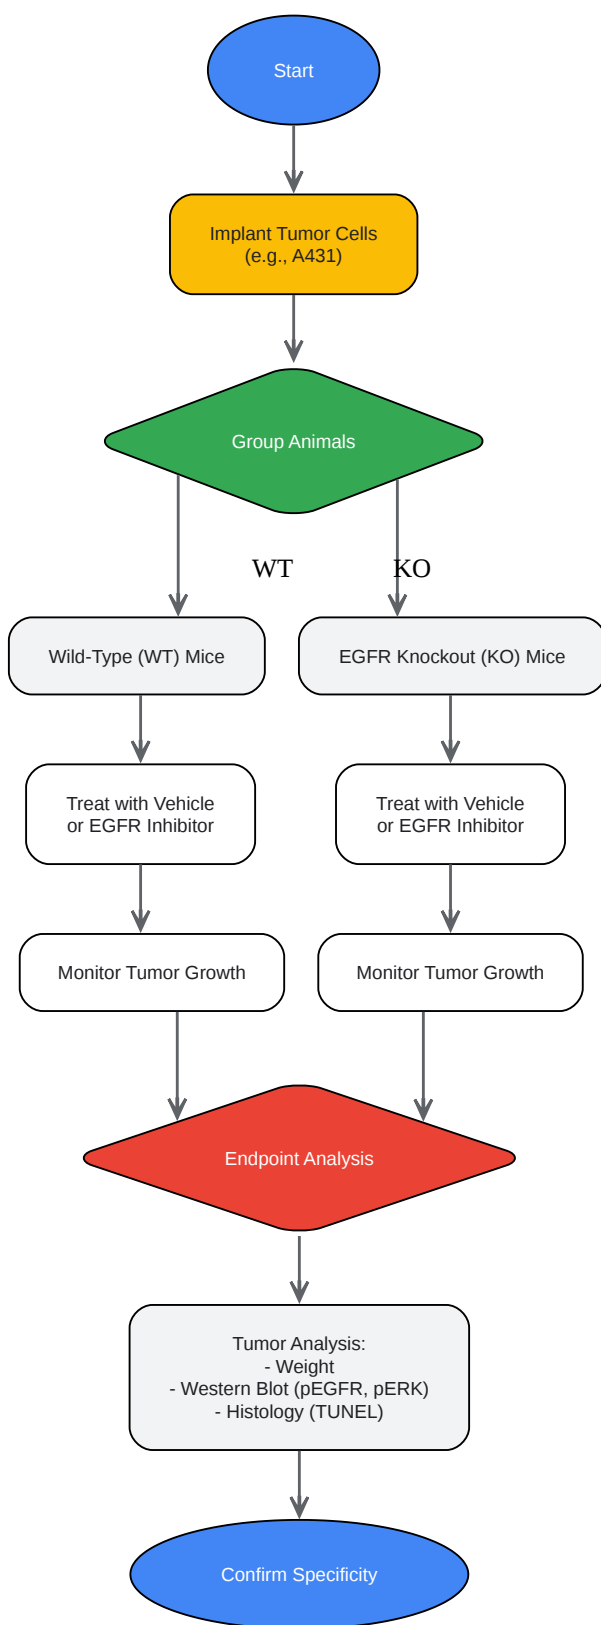 Start
Implant Tumor Cells
(e.g., A431)
Group Animals
WT
KO
Wild-Type (WT) Mice
EGFR Knockout (KO) Mice
Treat with Vehicle
or EGFR Inhibitor
Treat with Vehicle
or EGFR Inhibitor
Monitor Tumor Growth
Monitor Tumor Growth
Endpoint Analysis
Tumor Analysis:
- Weight
- Western Blot (pEGFR, pERK)
- Histology (TUNEL)
Confirm Specificity